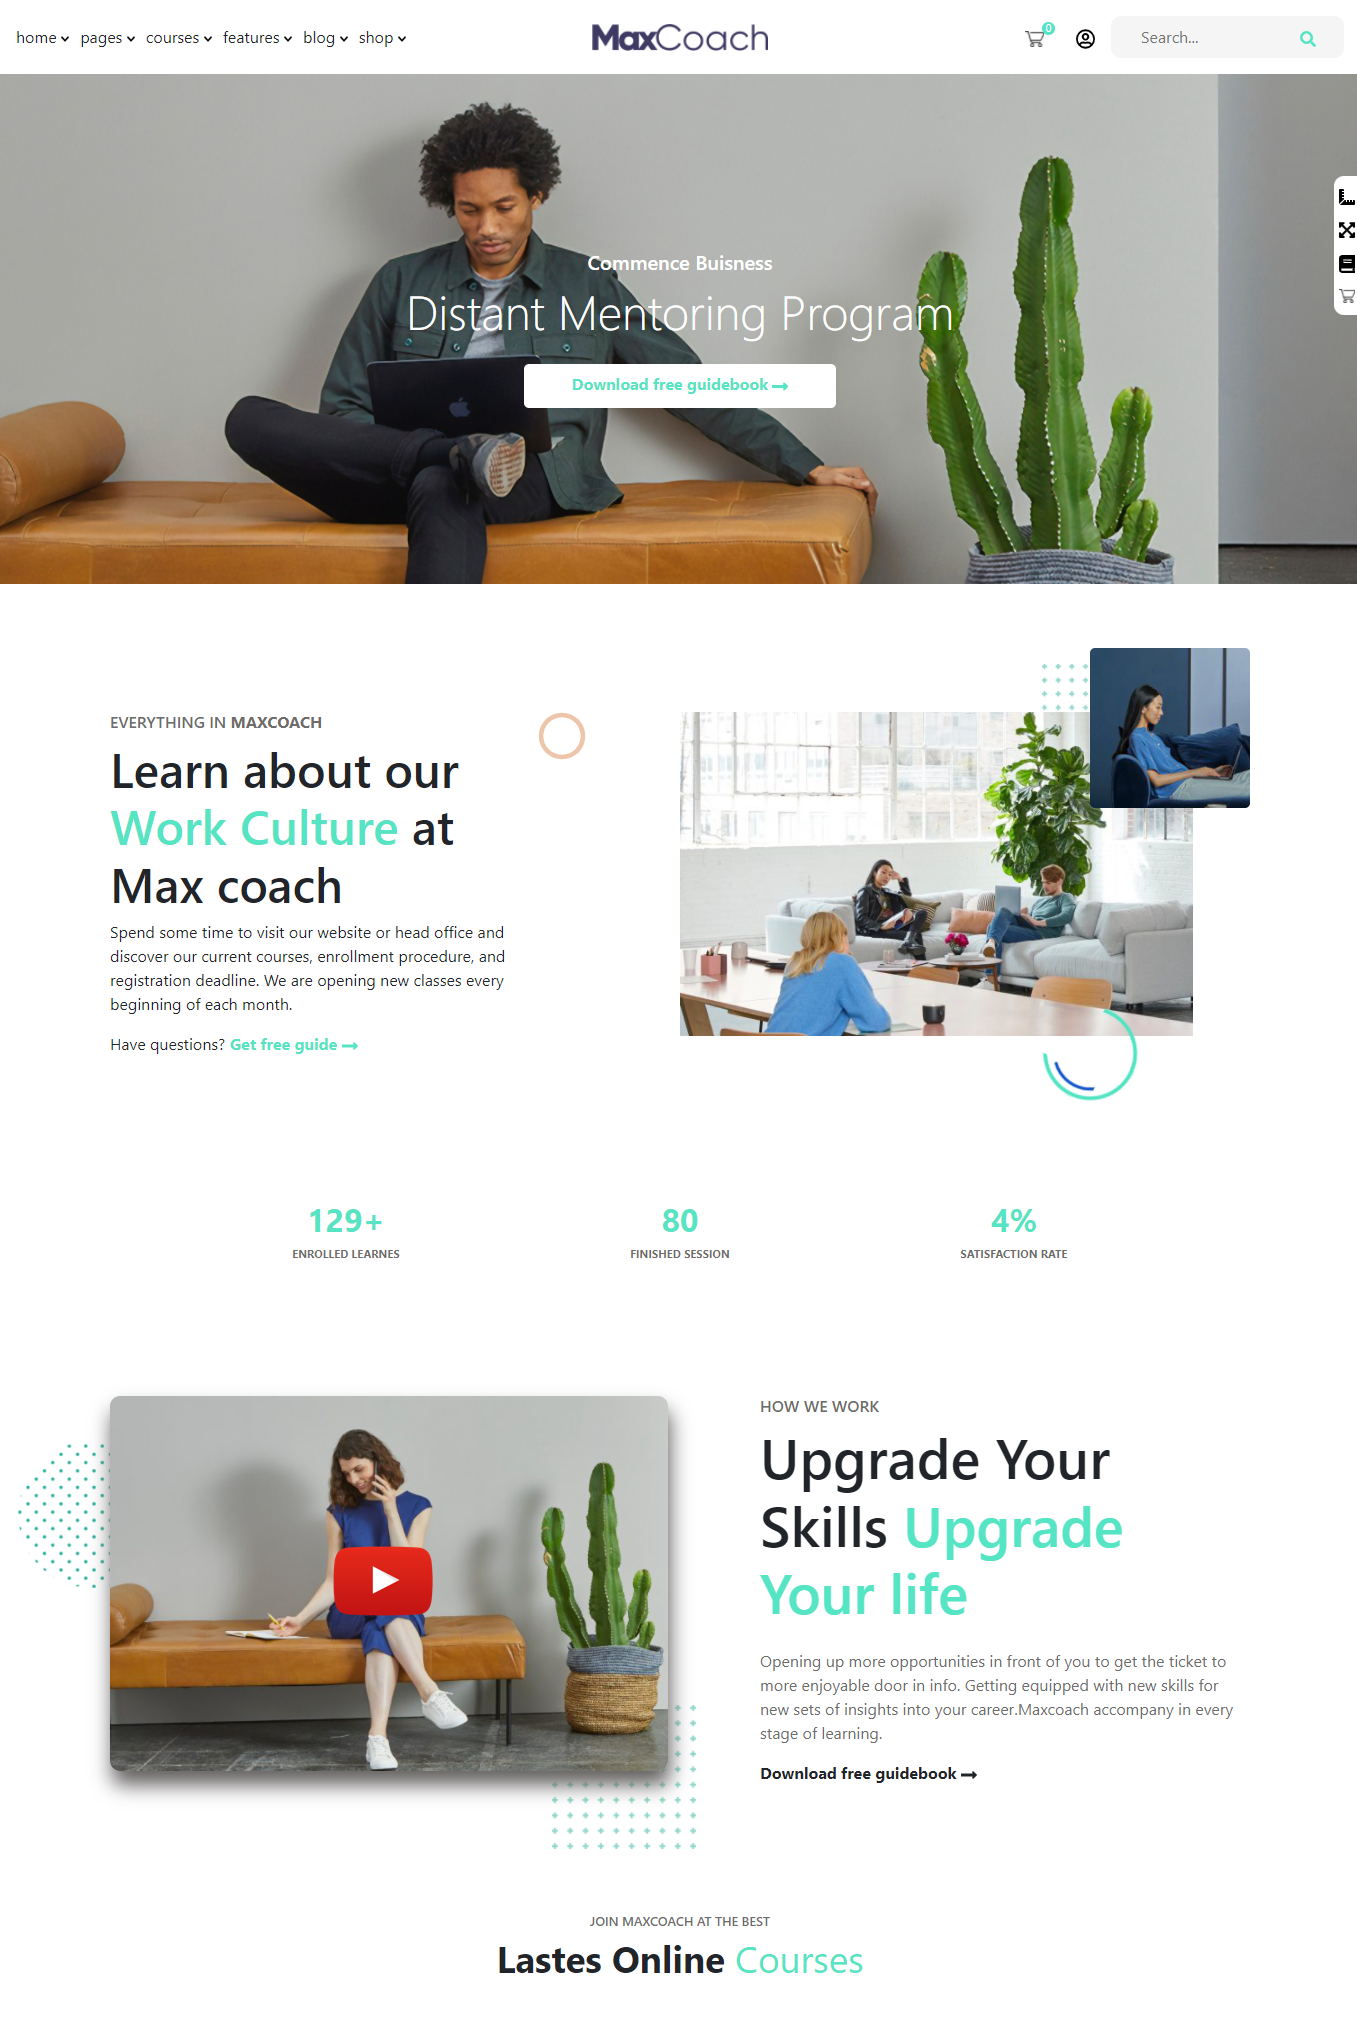 home pages courses features blog shop
MaxCoach
0
Search...
Commence Buisness
Distant Mentoring Program
Download free guidebook
EVERYTHING IN MAXCOACH
Learn about our
Work Culture at
Max coach
Spend some time to visit our website or head office and
discover our current courses, enrollment procedure, and
registration deadline. We are opening new classes every
beginning of each month.
Have questions? Get free guide
129+
ENROLLED LEARNES
80
FINISHED SESSION
4%
SATISFACTION RATE
HOW WE WORK
Upgrade Your
Skills Upgrade
Your life
Opening up more opportunities in front of you to get the ticket to
more enjoyable door in info. Getting equipped with new skills for
new sets of insights into your career.Maxcoach accompany in every
stage of learning.
Download free guidebook
JOIN MAXCOACH AT THE BEST
Lastes Online Courses